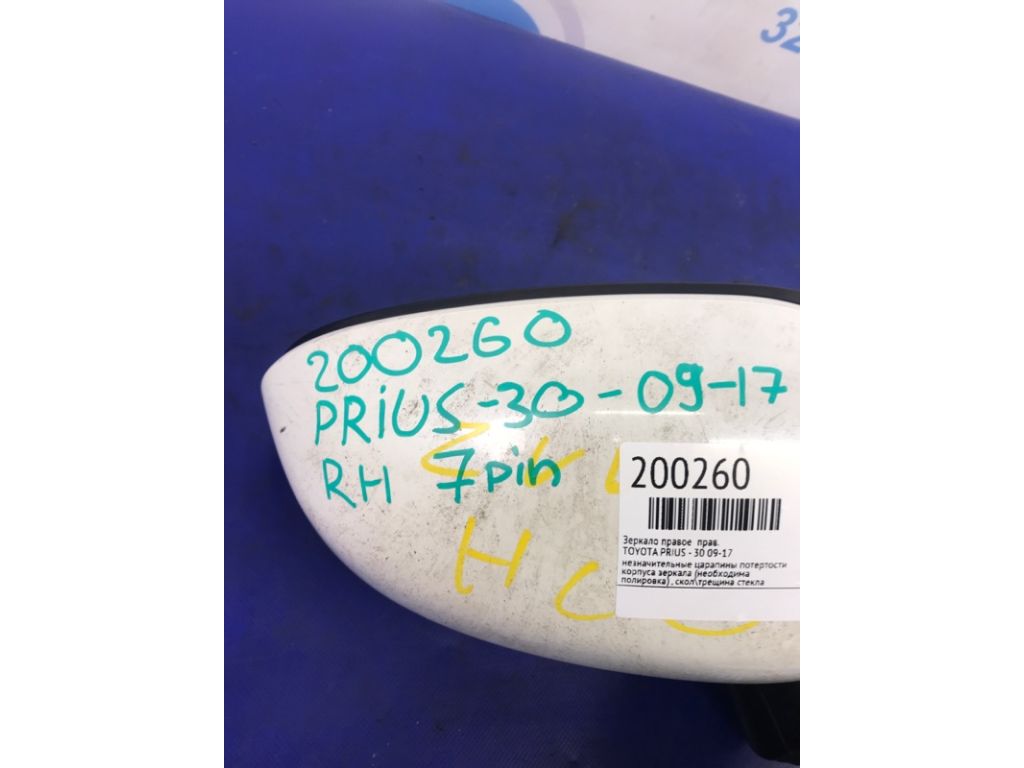 32
200260
PRiUS-30-09-17
RH 7pin
H
200260
Зеркало правое прав.
TOYOTA PRIUS - 30 09-17
незначительные царапины потертости
корпуса зеркала (необходима
полировка) , скол\трещина стекла